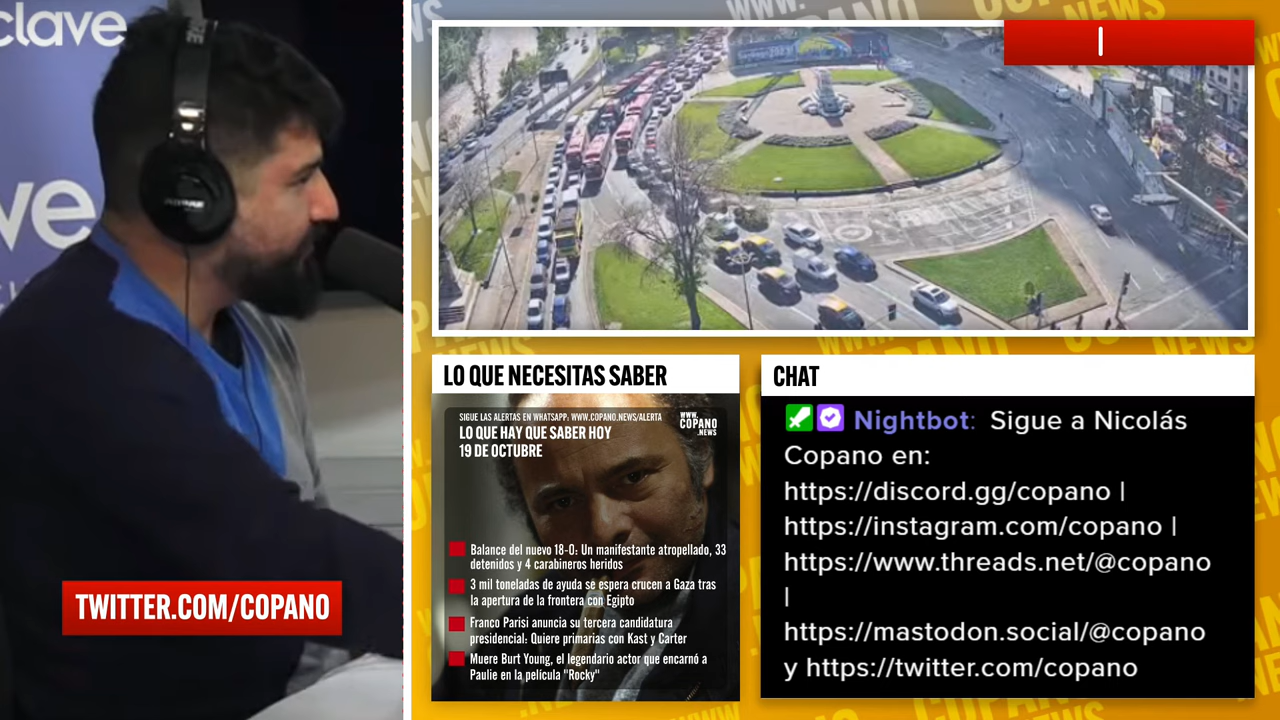 clave
ve
TWITTER.COM/COPANO
WWW.
COPANO
.NEWS
LO QUE NECESITAS SABER
SIGUE LAS ALERTAS EN WHATSAPP: WWW.COPANO.NEWS/ALERTA
LO QUE HAY QUE SABER HOY
19 DE OCTUBRE
WWW.
COPANO
.NEWS
Balance del nuevo 18-O: Un manifestante atropellado, 33
detenidos y 4 carabineros heridos
3 mil toneladas de ayuda se espera crucen a Gaza tras
la apertura de la frontera con Egipto
Franco Parisi anuncia su tercera candidatura
presidencial: Quiere primarias con Kast y Carter
Muere Burt Young, el legendario actor que encarnó a
Paulie en la película "Rocky"
CHAT
Nightbot: Sigue a Nicolás
Copano en:
https://discord.gg/copano |
https://instagram.com/copano |
https://www.threads.net/@copano
|
https://mastodon.social/@copano
y https://twitter.com/copano